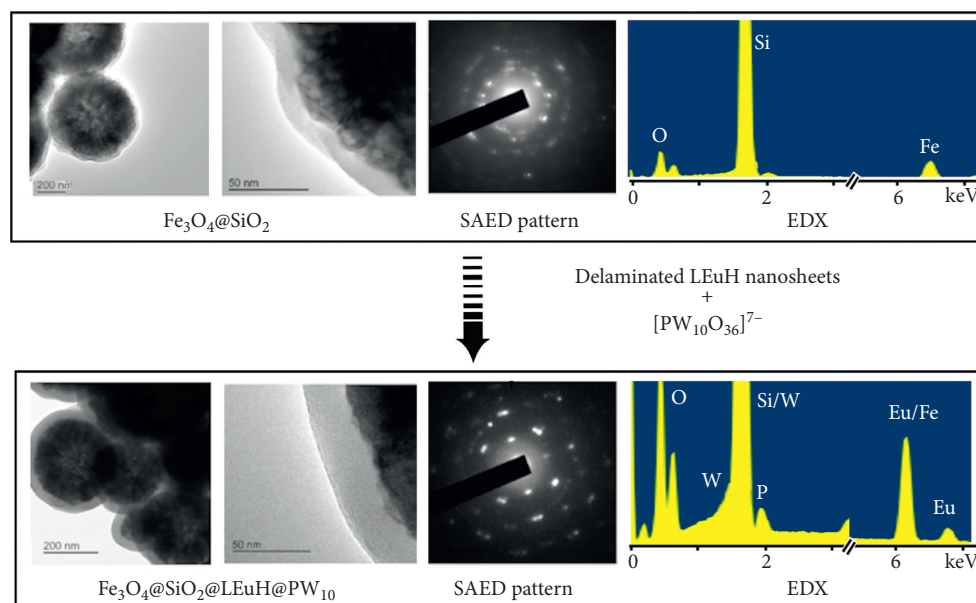 200 nm
50 nm
O
Si
Fe
0
2
6
keV
Fe₃O₄@SiO₂
SAED pattern
EDX
Delaminated LEuH nanosheets
+
[PW₁₀O₃₆]⁷⁻
200 nm
50 nm
O
Si/W
W
P
Eu/Fe
Eu
0
2
6
keV
Fe₃O₄@SiO₂@LEuH@PW₁₀
SAED pattern
EDX